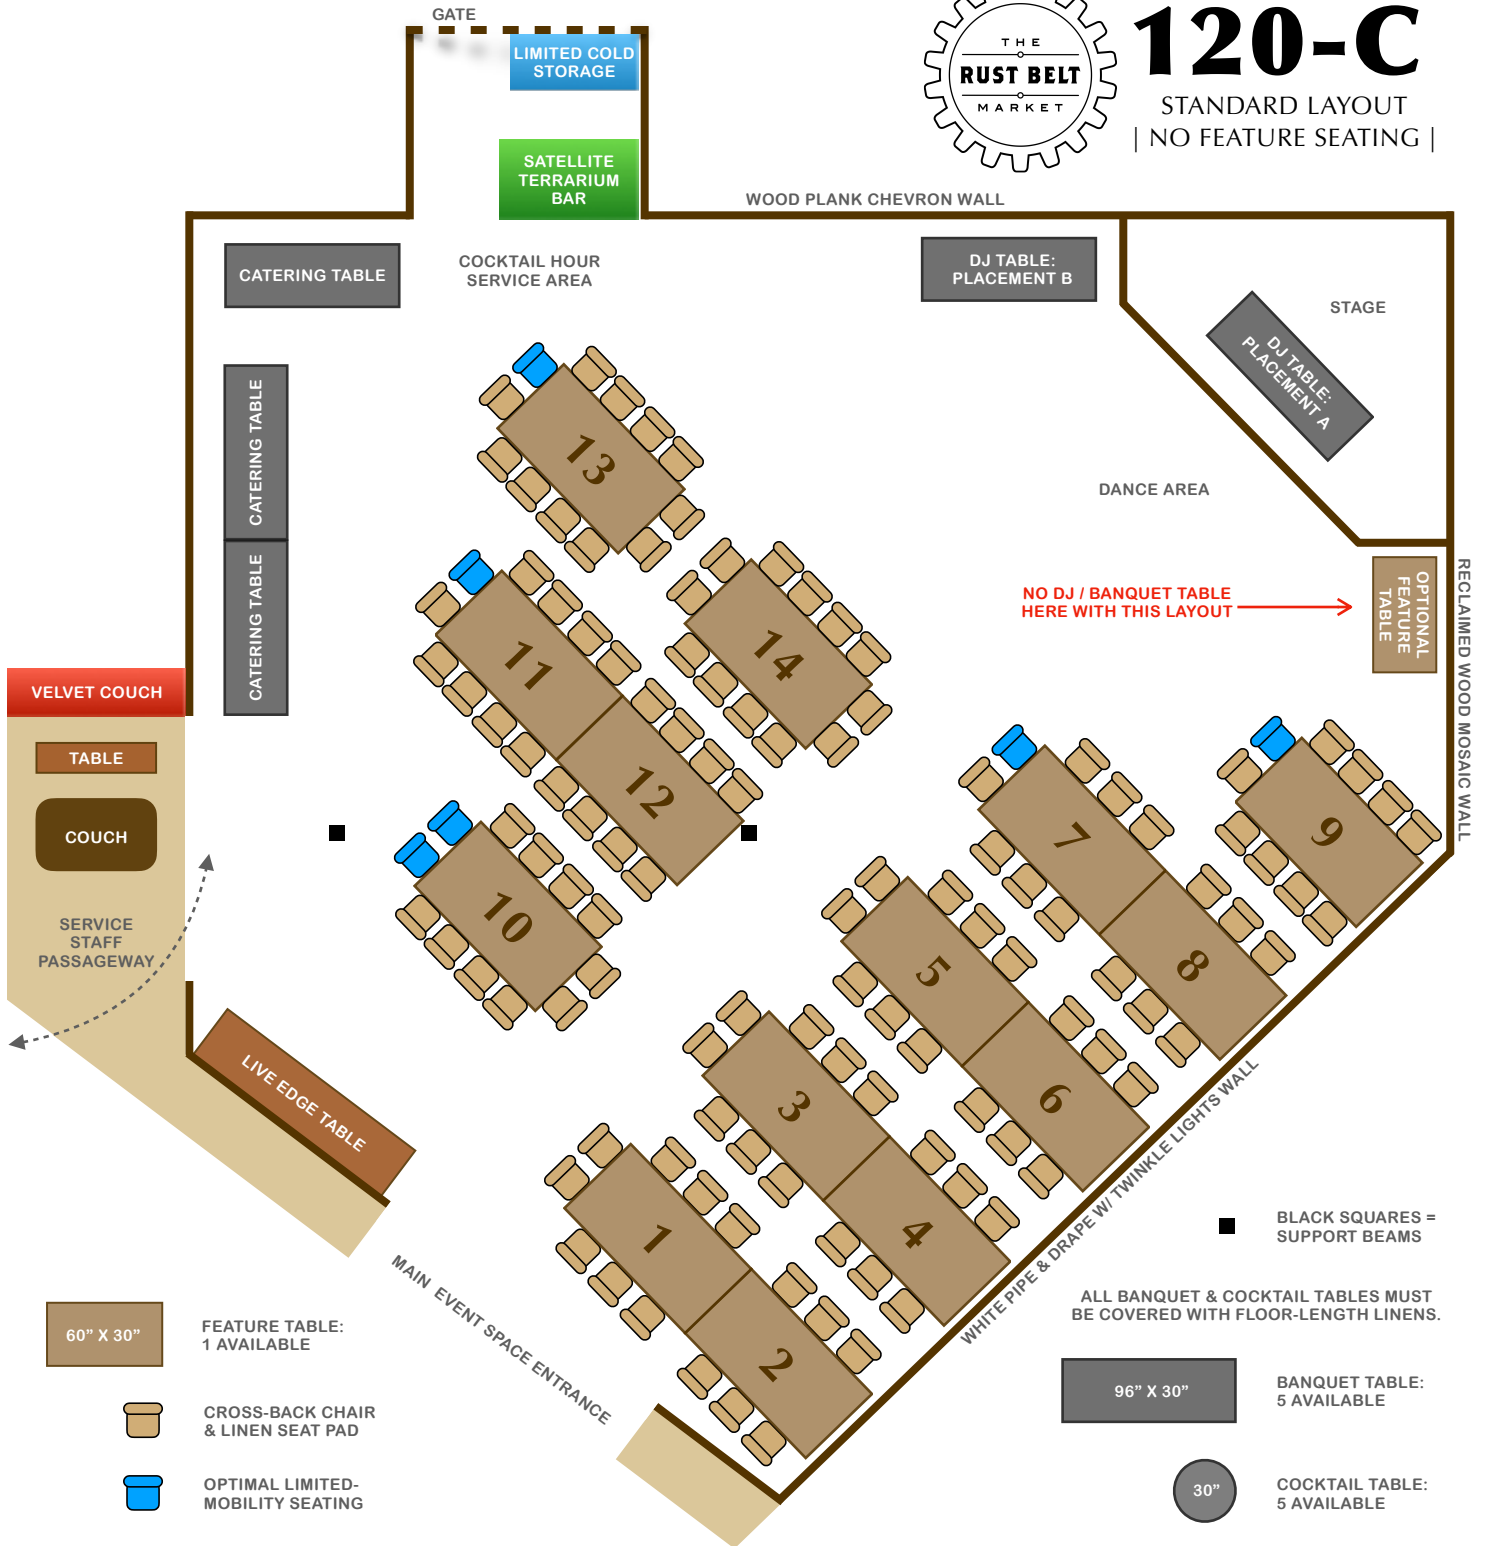 GATE
LIMITED COLD
STORAGE
SATELLITE
TERRARIUM
BAR
THE
RUST BELT
MARKET
120-C
STANDARD LAYOUT
| NO FEATURE SEATING |
WOOD PLANK CHEVRON WALL
CATERING TABLE
COCKTAIL HOUR
SERVICE AREA
DJ TABLE:
PLACEMENT B
STAGE
DJ TABLE:
PLACEMENT A
CATERING TABLE
CATERING TABLE
DANCE AREA
13
14
11
12
10
NO DJ / BANQUET TABLE
HERE WITH THIS LAYOUT
OPTIONAL
FEATURE
TABLE
RECLAIMED WOOD MOSAIC WALL
VELVET COUCH
TABLE
COUCH
SERVICE
STAFF
PASSAGEWAY
7
8
9
5
6
3
4
1
2
LIVE EDGE TABLE
MAIN EVENT SPACE ENTRANCE
WHITE PIPE & DRAPE W/ TWINKLE LIGHTS WALL
BLACK SQUARES =
SUPPORT BEAMS
ALL BANQUET & COCKTAIL TABLES MUST
BE COVERED WITH FLOOR-LENGTH LINENS.
60” X 30”
FEATURE TABLE:
1 AVAILABLE
CROSS-BACK CHAIR
& LINEN SEAT PAD
OPTIMAL LIMITED-
MOBILITY SEATING
96” X 30”
BANQUET TABLE:
5 AVAILABLE
30”
COCKTAIL TABLE:
5 AVAILABLE